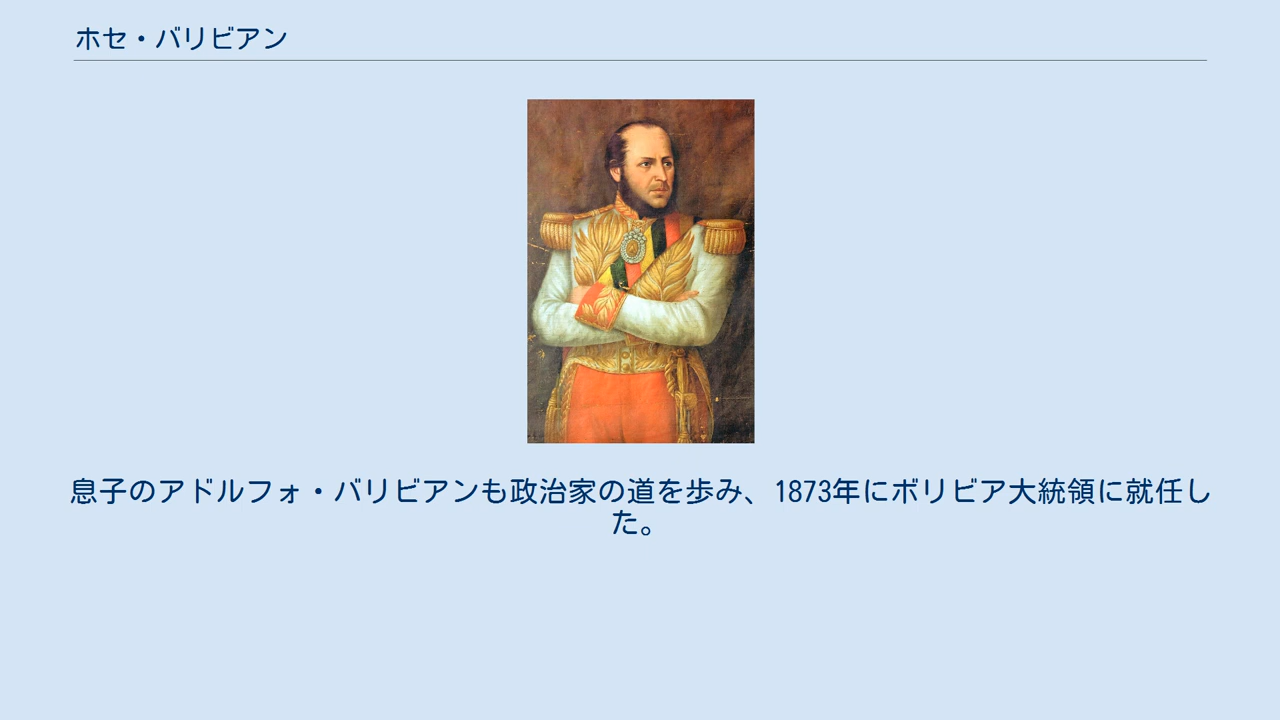 ホセ・バリビアン
息子のアドルフォ・バリビアンも政治家の道を歩み、1873年にボリビア大統領に就任し
た。